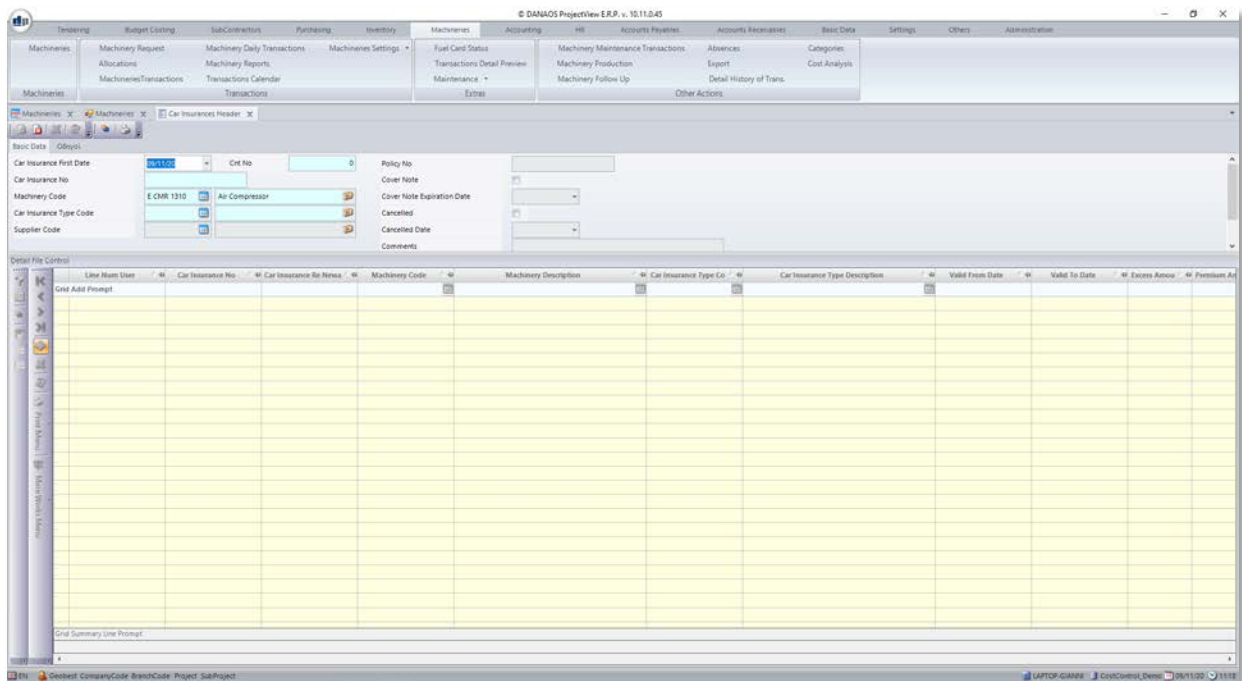 © DANAOS ProjectView E.R.P. v. 10.11.0.45
Tendering Budget Costing SubContractors Purchasing Inventory Machineries Accounting HR Accounts Payables Accounts Receivables Basic Data Settings Others Administration
Machineries Machinery Request Machinery Daily Transactions Machineries Settings Fuel Card Status Machinery Maintenance Transactions Absences Categories
Allocations Machinery Reports Transactions Detail Preview Machinery Production Export Cost Analysis
MachineriesTransactions Transactions Calendar Maintenance Machinery Follow Up Detail History of Trans.
Machineries Transactions Extras Other Actions
Machineries X Machineries X Car Insurances Header X
Basic Data Οδηγοί
Car Insurance First Date 09/11/20 Cnt No 0 Policy No
Car Insurance No Cover Note
Machinery Code E CMR 1310 Air Compressor Cover Note Expiration Date
Car Insurance Type Code Cancelled
Supplier Code Cancelled Date
Comments
Detail File Control
Line Num User Car Insurance No Car Insurance Re Newa Machinery Code Machinery Description Car Insurance Type Co Car Insurance Type Description Valid From Date Valid To Date Excess Amou Premium An
Grid Add Prompt
Print Menu
Main Works Menu
Grid Summary Line Prompt
EN Geobest CompanyCode BranchCode Project SubProject LAPTOP-GIANNI CostControl_Demo 09/11/20 11:12